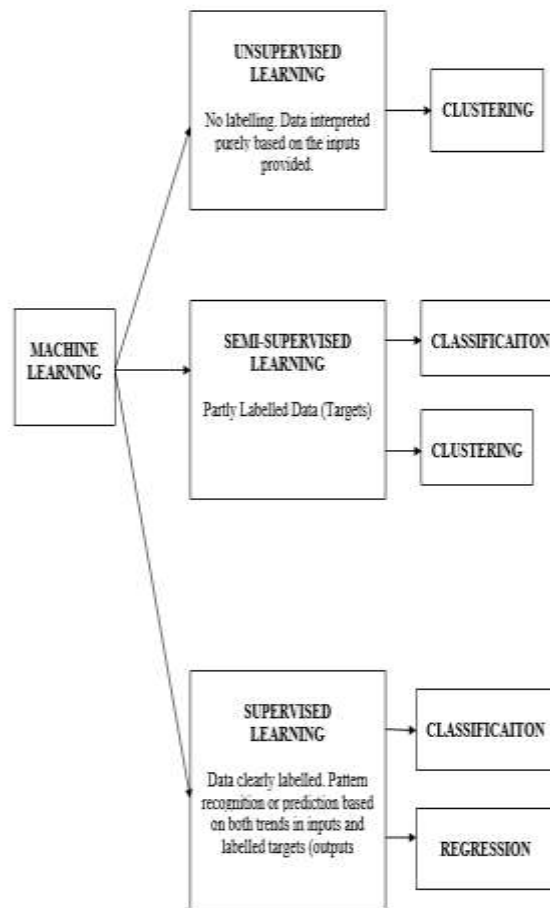 UNSUPERVISED
LEARNING
No labelling. Data interpreted
purely based on the inputs
provided.
CLUSTERING
MACHINE
LEARNING
SEMI-SUPERVISED
LEARNING
Partly Labelled Data (Targets)
CLASSIFICAITON
CLUSTERING
SUPERVISED
LEARNING
Data clearly labelled. Pattern
recognition or prediction based
on both trends in inputs and
labelled targets (outputs
CLASSIFICAITON
REGRESSION